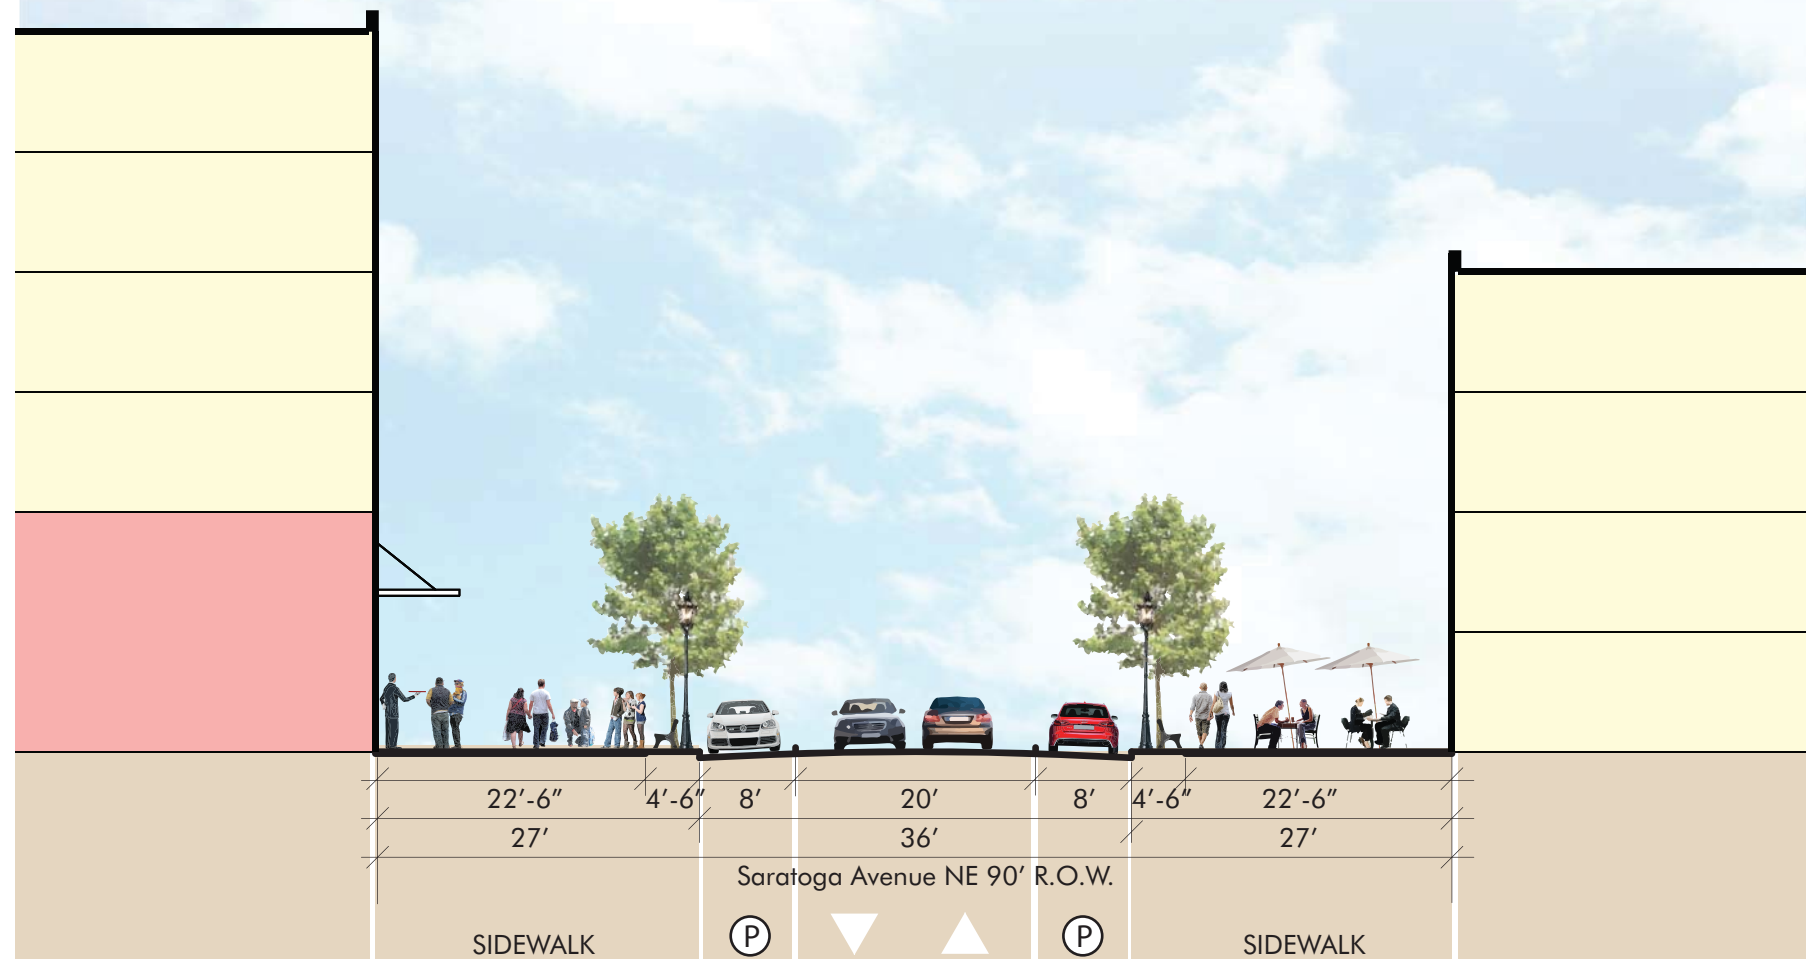 22'-6" 4'-6" 8' 20' 8' 4'-6" 22'-6"
27' 36' 27'
Saratoga Avenue NE 90' R.O.W.
SIDEWALK P P SIDEWALK